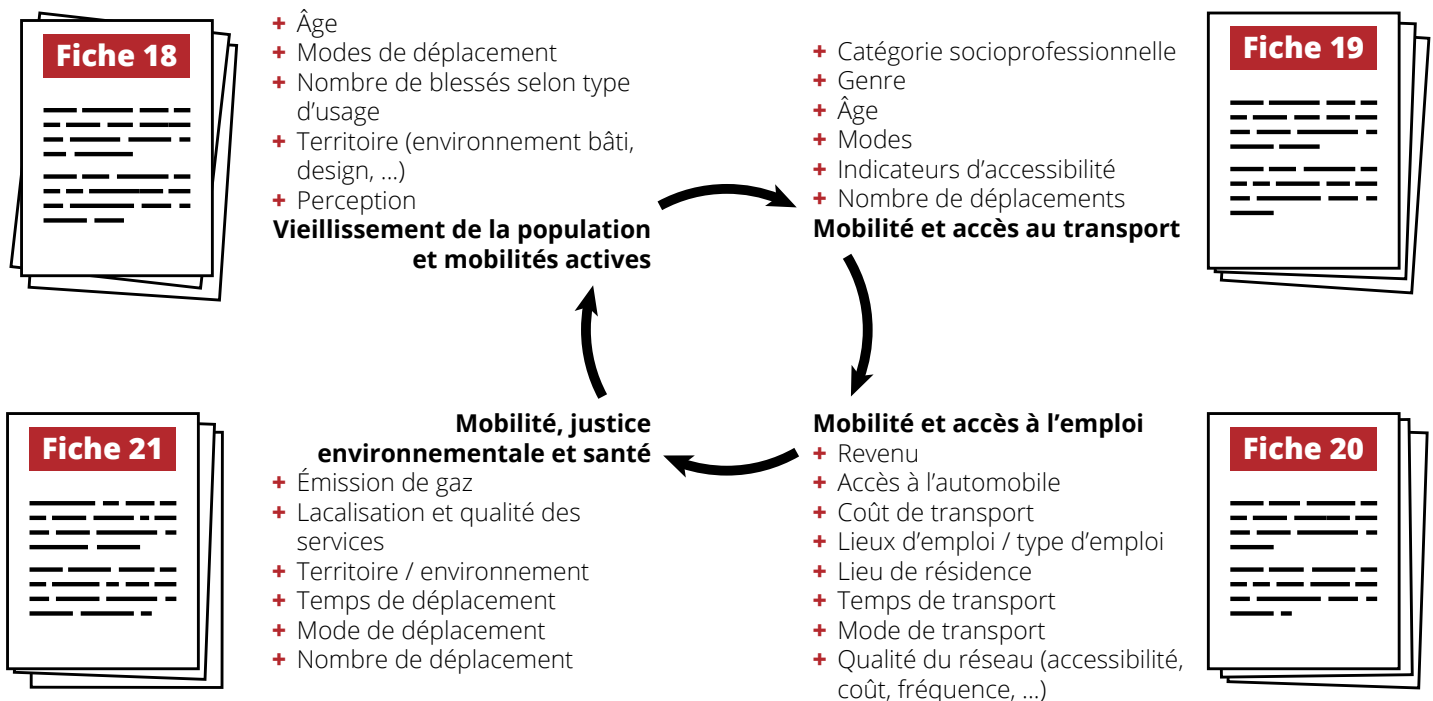 Fiche 18
+ Âge
+ Modes de déplacement
+ Nombre de blessés selon type
d'usage
+ Territoire (environnement bâti,
design, ...)
+ Perception
Vieillissement de la population
et mobilités actives
+ Catégorie socioprofessionnelle
+ Genre
+ Âge
+ Modes
+ Indicateurs d'accessibilité
+ Nombre de déplacements
Mobilité et accès au transport
Fiche 19
Fiche 21
Mobilité, justice
environnementale et santé
+ Émission de gaz
+ Lacalisation et qualité des
services
+ Territoire / environnement
+ Temps de déplacement
+ Mode de déplacement
+ Nombre de déplacement
Mobilité et accès à l'emploi
+ Revenu
+ Accès à l'automobile
+ Coût de transport
+ Lieux d'emploi / type d'emploi
+ Lieu de résidence
+ Temps de transport
+ Mode de transport
+ Qualité du réseau (accessibilité,
coût, fréquence, ...)
Fiche 20